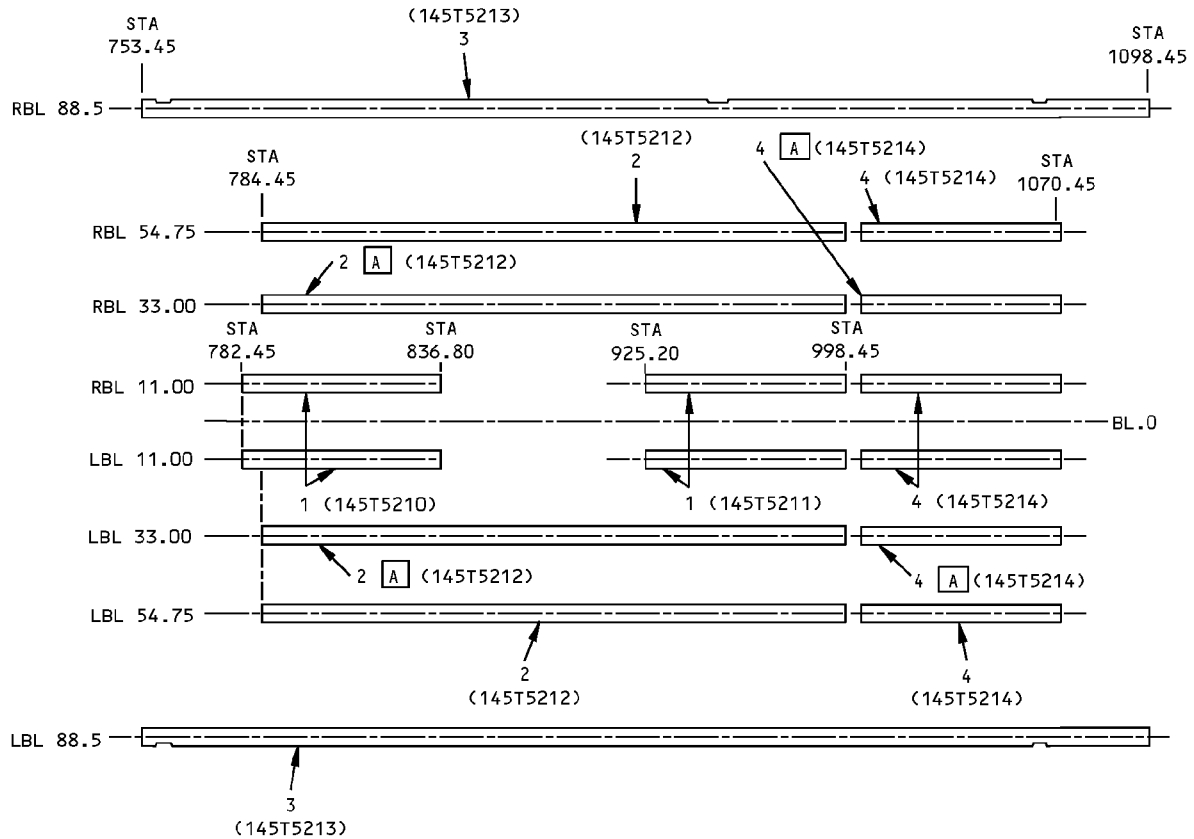 (145T5213)
3
STA
753.45
STA
1098.45
RBL 88.5
(145T5212)
2
4 A (145T5214)
4 (145T5214)
STA
784.45
STA
1070.45
RBL 54.75
2 A (145T5212)
RBL 33.00
STA
782.45
STA
836.80
STA
925.20
STA
998.45
RBL 11.00
BL.0
LBL 11.00
1 (145T5210)
1 (145T5211)
4 (145T5214)
LBL 33.00
2 A (145T5212)
4 A (145T5214)
LBL 54.75
2
(145T5212)
4
(145T5214)
LBL 88.5
3
(145T5213)